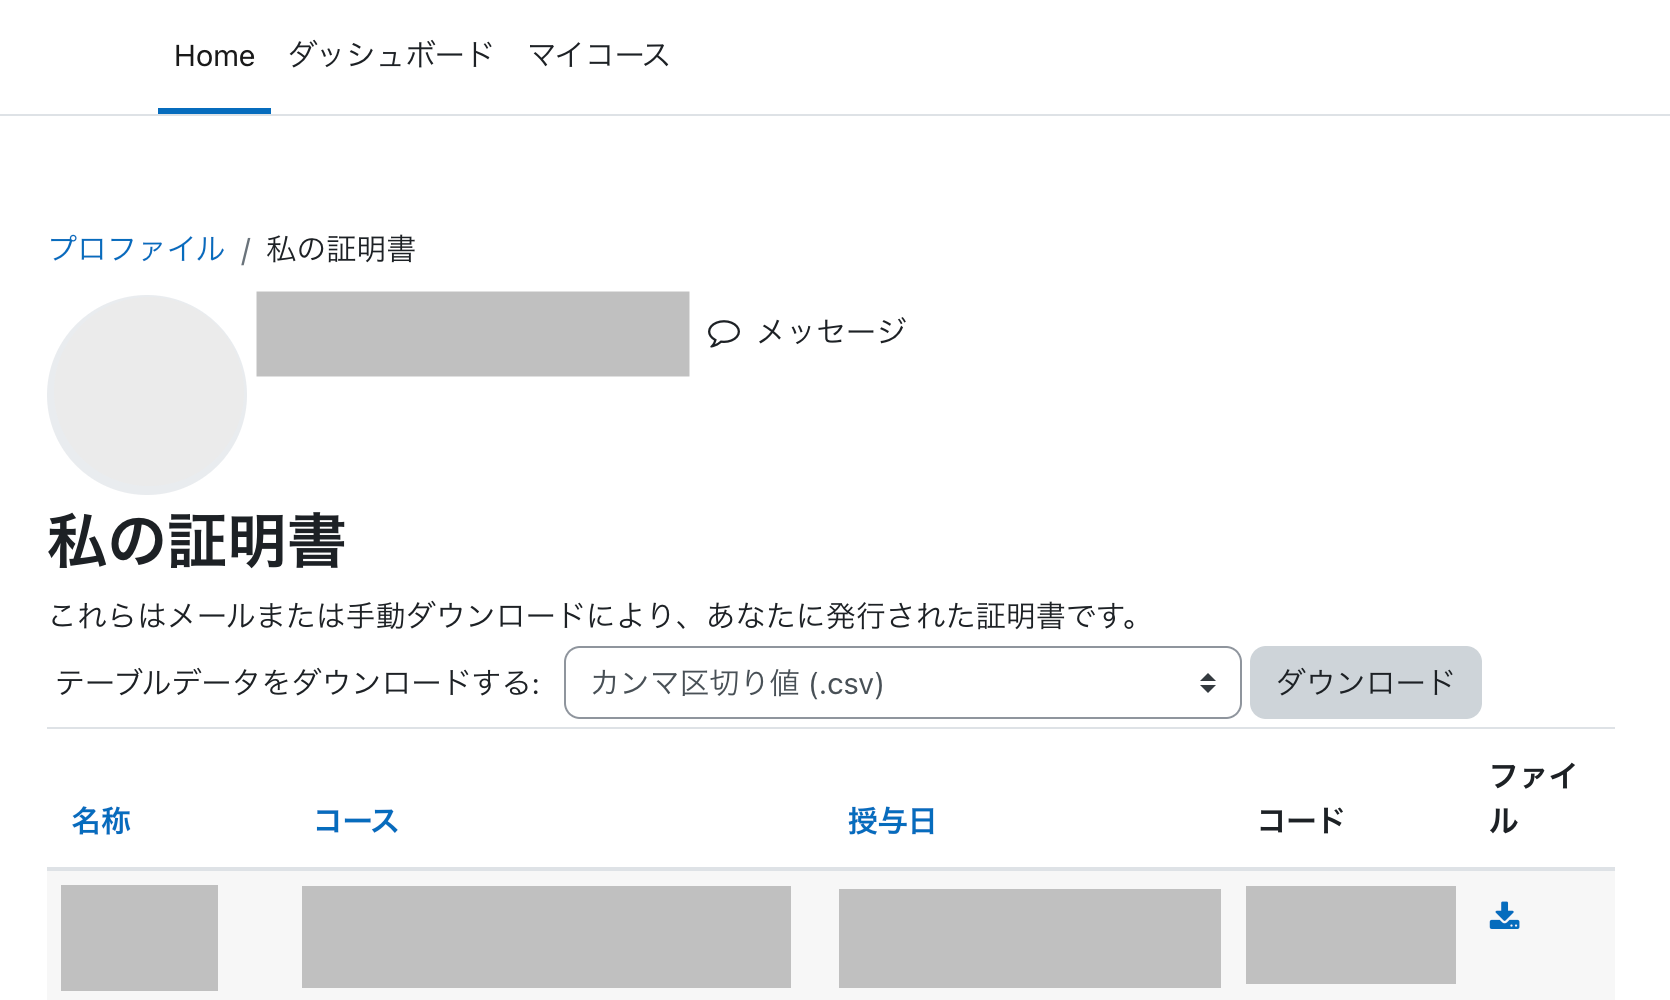 Home ダッシュボード マイコース
プロファイル / 私の証明書
メッセージ
私の証明書
これらはメールまたは手動ダウンロードにより、あなたに発行された証明書です。
テーブルデータをダウンロードする: カンマ区切り値 (.csv) ダウンロード
名称 コース 授与日 コード ファイ
ル